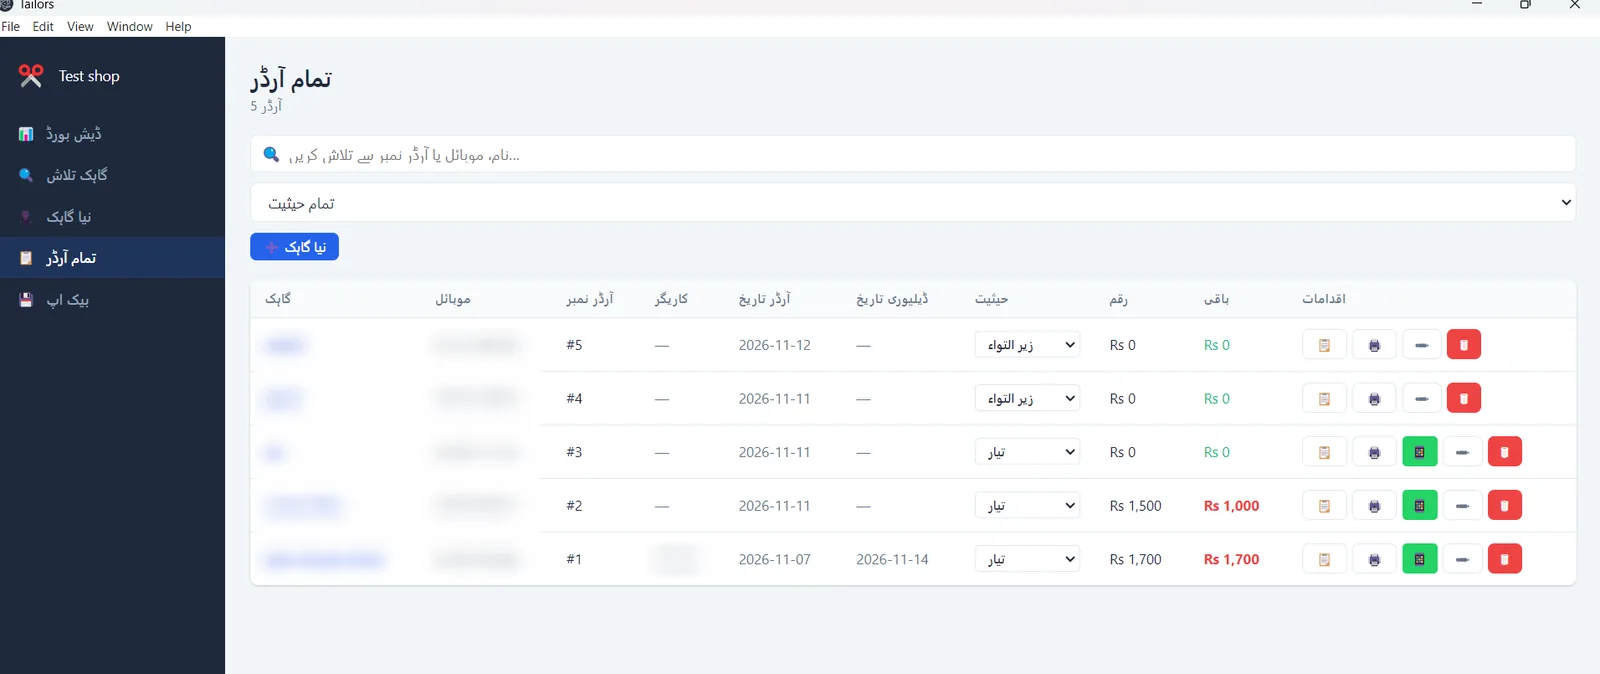 Tailors
File Edit View Window Help
Test shop
ڈیش بورڈ
گاہک تلاش
نیا گاہک
تمام آرڈر
بیک اپ
تمام آرڈر
5 آرڈر
نام، موبائل یا آرڈر نمبر سے تلاش کریں...
تمام حیثیت
نیا گاہک
گاہک موبائل آرڈر نمبر کاریگر آرڈر تاریخ ڈیلیوری تاریخ حیثیت رقم باقی اقدامات
#5 — 2026-11-12 — زیر التواء Rs 0 Rs 0
#4 — 2026-11-11 — زیر التواء Rs 0 Rs 0
#3 — 2026-11-11 — تیار Rs 0 Rs 0
#2 — 2026-11-11 — تیار Rs 1,500 Rs 1,000
#1 2026-11-07 2026-11-14 تیار Rs 1,700 Rs 1,700